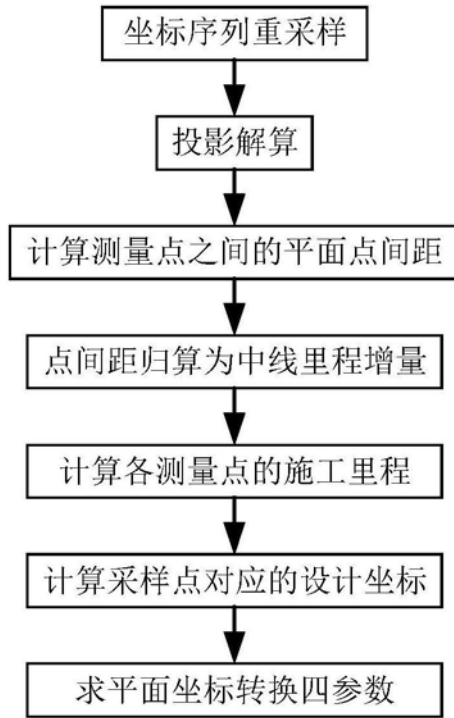 坐标序列重采样
投影解算
计算测量点之间的平面点间距
点间距归算为中线里程增量
计算各测量点的施工里程
计算采样点对应的设计坐标
求平面坐标转换四参数